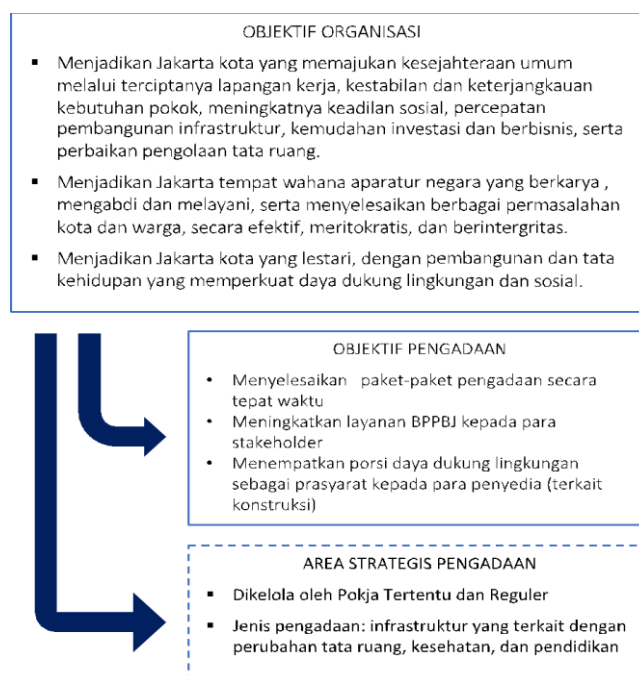 OBJEKTIF ORGANISASI
▪ Menjadikan Jakarta kota yang memajukan kesejahteraan umum
melalui terciptanya lapangan kerja, kestabilan dan keterjangkauan
kebutuhan pokok, meningkatnya keadilan sosial, percepatan
pembangunan infrastruktur, kemudahan investasi dan berbisnis, serta
perbaikan pengolaan tata ruang.
▪ Menjadikan Jakarta tempat wahana aparatur negara yang berkarya ,
mengabdi dan melayani, serta menyelesaikan berbagai permasalahan
kota dan warga, secara efektif, meritokratis, dan berintergritas.
▪ Menjadikan Jakarta kota yang lestari, dengan pembangunan dan tata
kehidupan yang memperkuat daya dukung lingkungan dan sosial.
OBJEKTIF PENGADAAN
• Menyelesaikan paket-paket pengadaan secara
tepat waktu
• Meningkatkan layanan BPPBJ kepada para
stakeholder
• Menempatkan porsi daya dukung lingkungan
sebagai prasyarat kepada para penyedia (terkait
konstruksi)
AREA STRATEGIS PENGADAAN
▪ Dikelola oleh Pokja Tertentu dan Reguler
▪ Jenis pengadaan: infrastruktur yang terkait dengan
perubahan tata ruang, kesehatan, dan pendidikan